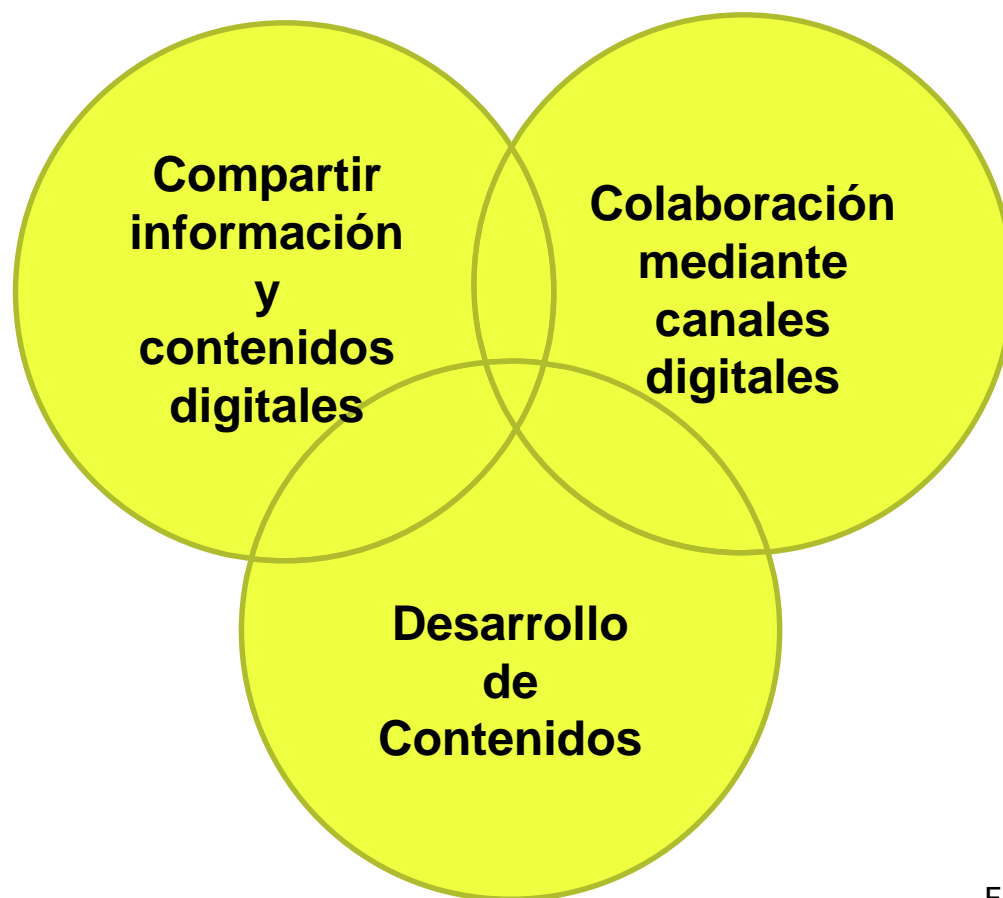 Compartir
información
y
contenidos
digitales
Colaboración
mediante
canales
digitales
Desarrollo
de
Contenidos